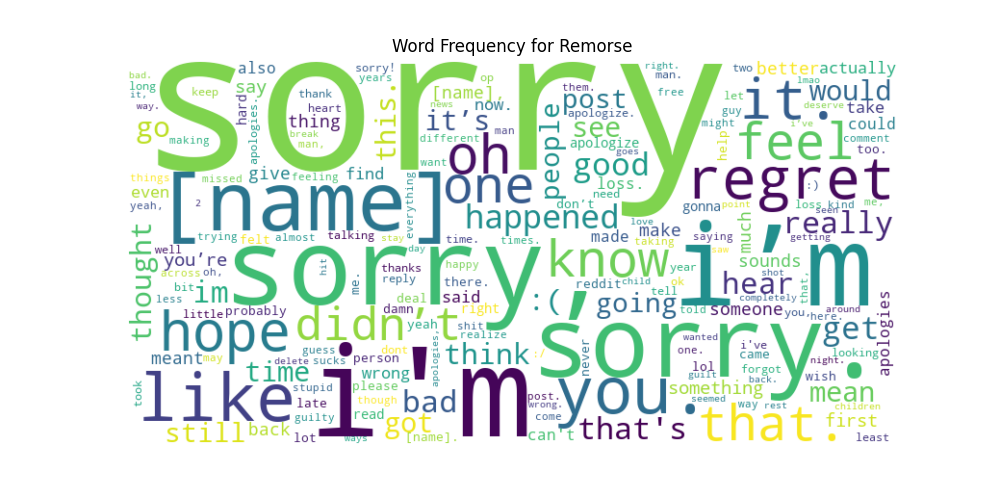 Word Frequency for Remorse
sorry
bad.
long
it,
way.
keep
making
go
say
also
hard
apologies.
thank
heart
thing
break
man,
sorry!
years
this.
[name],
op
now.
it's
news
different
want
man
oh
one
people
post
them.
apologize.
see
apologize
goes
good
loss.
need
don't
right.
man.
free
two
let
guy
might
help
better
actually
lmao
it.
would
deserve
take
i've
could
comment
too.
feel
regret
:)
me.
things
missed
even
yeah,
2
give
feeling
find
everything
[name]
happened
love
gonna
made
make
taking
saying
point
saw
much
loss
kind
seen
really
getting
trying
felt
almost
talking
stay
day
time.
times.
thought
well
you're
across
oh,
bit
im
less
little
probably
hit
me.
thanks
reply
happy
there.
deal
said
damn
yeah
right
shit
realize
sorry,
:(
know
reddit
child
year
tell
ok
going
told
i'm
sounds
hear
shot
that,
completely
someone
you,
here.
around
apologies
hope
didn't
meant
may
guess
sucks
delete
dont
person
wrong
apologies,
:/
think
never
sorry.
wanted
one.
lol
i've
came
forgot
guilt
back.
night.
wish
looking
get
took
like
time
stupid
late
guilty
please
though
read
i'm
bad
post.
wrong.
come
you.
something
seemed
way
rest
mean
children
first
least
still
back
lot
ways
got
[name].
can't
that's
that.